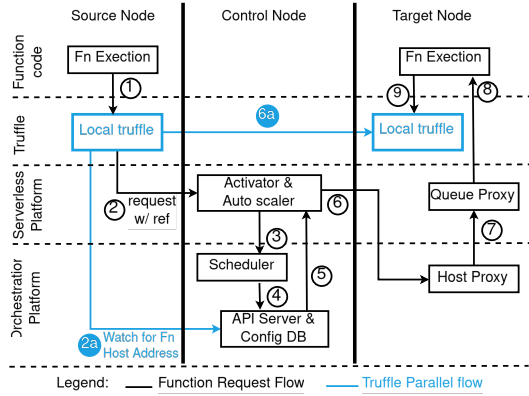 Source Node
Control Node
Target Node
Function
code
Fn Exection
Fn Exection
1
9
8
Truffle
Local truffle
6a
Local truffle
Serverless
Platform
2
request
w/ ref
Activator &
Auto scaler
6
Queue Proxy
3
7
Orchestration
Platform
Scheduler
5
Host Proxy
4
2a
Watch for Fn
Host Address
API Server &
Config DB
Legend:
Function Request Flow
Truffle Parallel flow